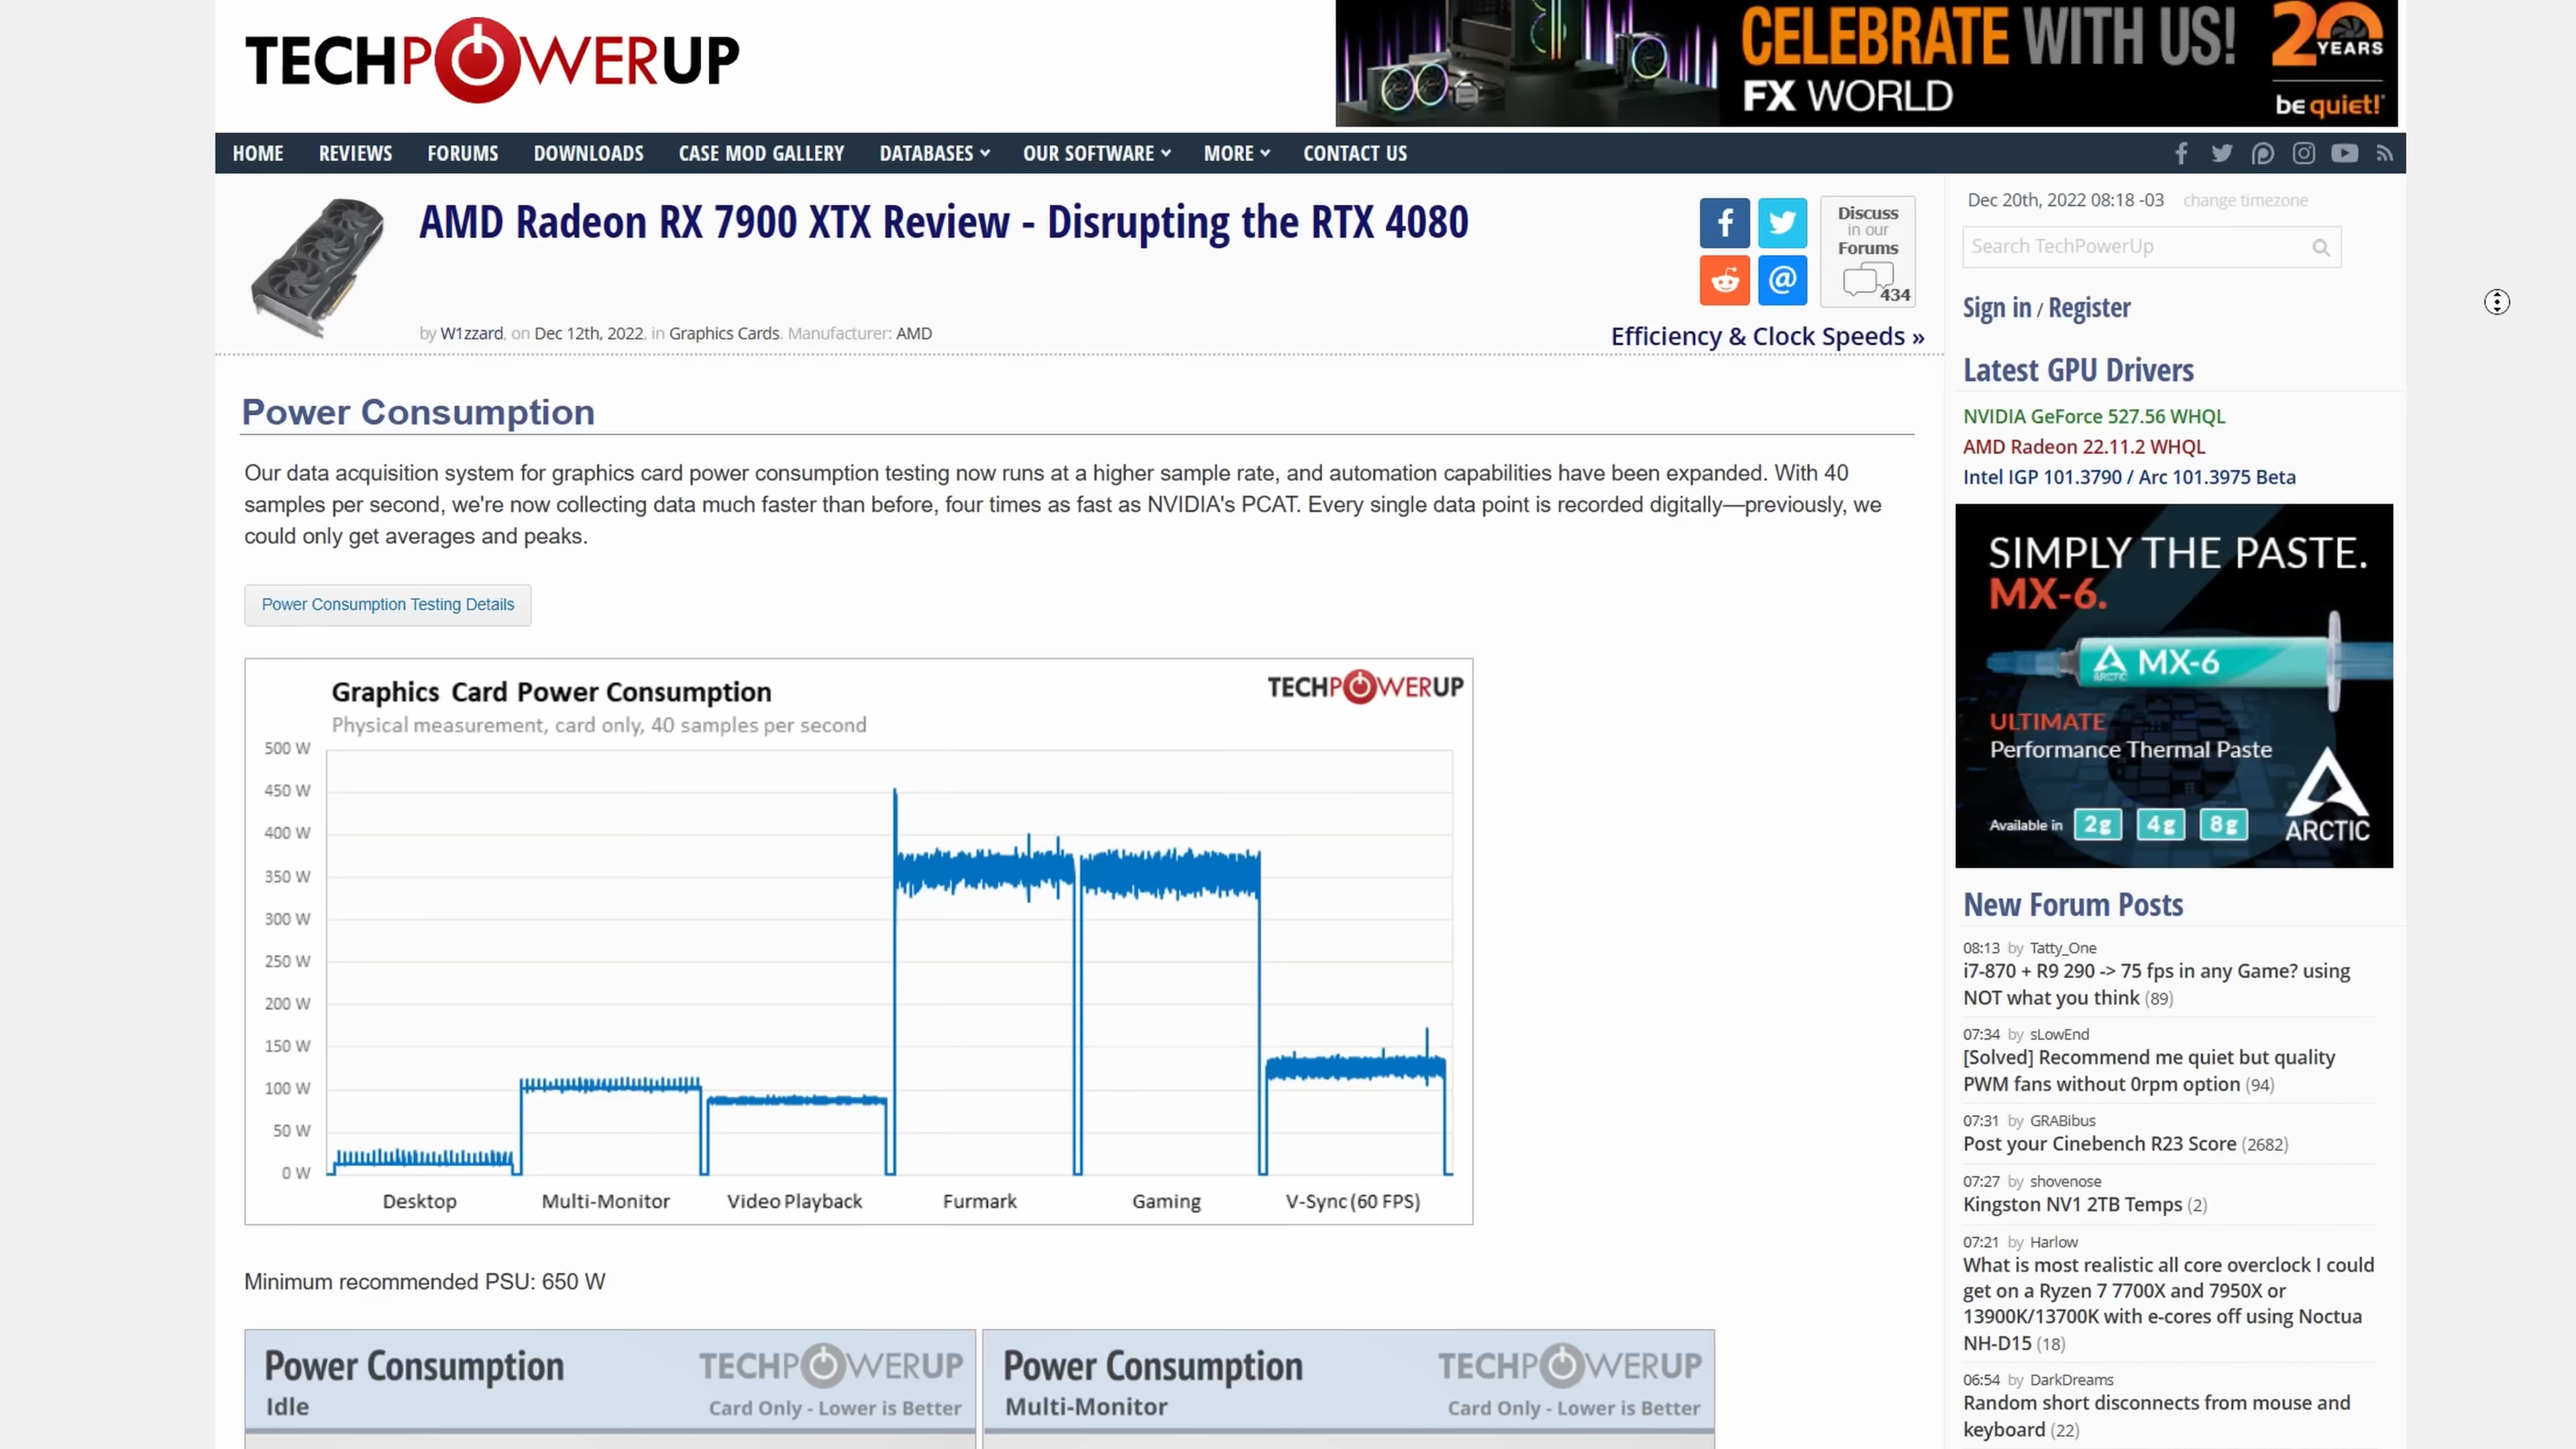 TECHPOWERUP
CELEBRATE WITH US!
FX WORLD
20
YEARS
be quiet!
HOME REVIEWS FORUMS DOWNLOADS CASE MOD GALLERY DATABASES OUR SOFTWARE MORE CONTACT US
AMD Radeon RX 7900 XTX Review - Disrupting the RTX 4080
by W1zzard, on Dec 12th, 2022, in Graphics Cards. Manufacturer: AMD
Discuss
in our
Forums
434
Efficiency & Clock Speeds »
Power Consumption
Our data acquisition system for graphics card power consumption testing now runs at a higher sample rate, and automation capabilities have been expanded. With 40
samples per second, we're now collecting data much faster than before, four times as fast as NVIDIA's PCAT. Every single data point is recorded digitally—previously, we
could only get averages and peaks.
Power Consumption Testing Details
Graphics Card Power Consumption
TECHPOWERUP
Physical measurement, card only, 40 samples per second
500 W
450 W
400 W
350 W
300 W
250 W
200 W
150 W
100 W
50 W
0 W
Desktop Multi-Monitor Video Playback Furmark Gaming V-Sync (60 FPS)
Minimum recommended PSU: 650 W
Power Consumption
TECHPOWERUP
Idle
Card Only - Lower is Better
Power Consumption
TECHPOWERUP
Multi-Monitor
Card Only - Lower is Better
Dec 20th, 2022 08:18 -03 change timezone
Search TechPowerUp
Sign in / Register
Latest GPU Drivers
NVIDIA GeForce 527.56 WHQL
AMD Radeon 22.11.2 WHQL
Intel IGP 101.3790 / Arc 101.3975 Beta
SIMPLY THE PASTE.
MX-6.
ARCTIC
MX-6
ULTIMATE
Performance Thermal Paste
Available in 2g 4g 8g
ARCTIC
New Forum Posts
08:13 by Tatty_One
i7-870 + R9 290 -> 75 fps in any Game? using
NOT what you think (89)
07:34 by sLowEnd
[Solved] Recommend me quiet but quality
PWM fans without 0rpm option (94)
07:31 by GRABibus
Post your Cinebench R23 Score (2682)
07:27 by shovenose
Kingston NV1 2TB Temps (2)
07:21 by Harlow
What is most realistic all core overclock I could
get on a Ryzen 7 7700X and 7950X or
13900K/13700K with e-cores off using Noctua
NH-D15 (18)
06:54 by DarkDreams
Random short disconnects from mouse and
keyboard (22)